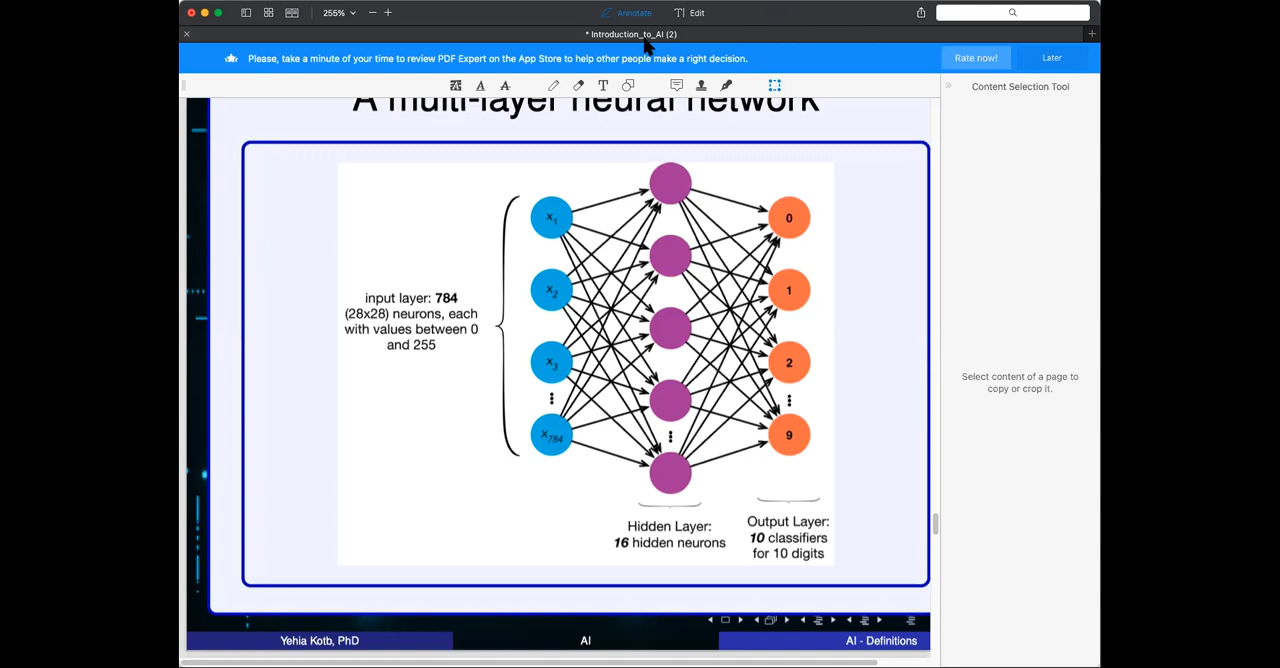 255%
Annotate
Edit
* Introduction_to_AI (2)
Please, take a minute of your time to review PDF Expert on the App Store to help other people make a right decision.
Rate now!
Later
Content Selection Tool
A multi-layer neural network
input layer: 784
(28x28) neurons, each
with values between 0
and 255
x1
x2
x3
x784
0
1
2
9
Hidden Layer:
16 hidden neurons
Output Layer:
10 classifiers
for 10 digits
Select content of a page to
copy or crop it.
Yehia Kotb, PhD
AI
AI - Definitions